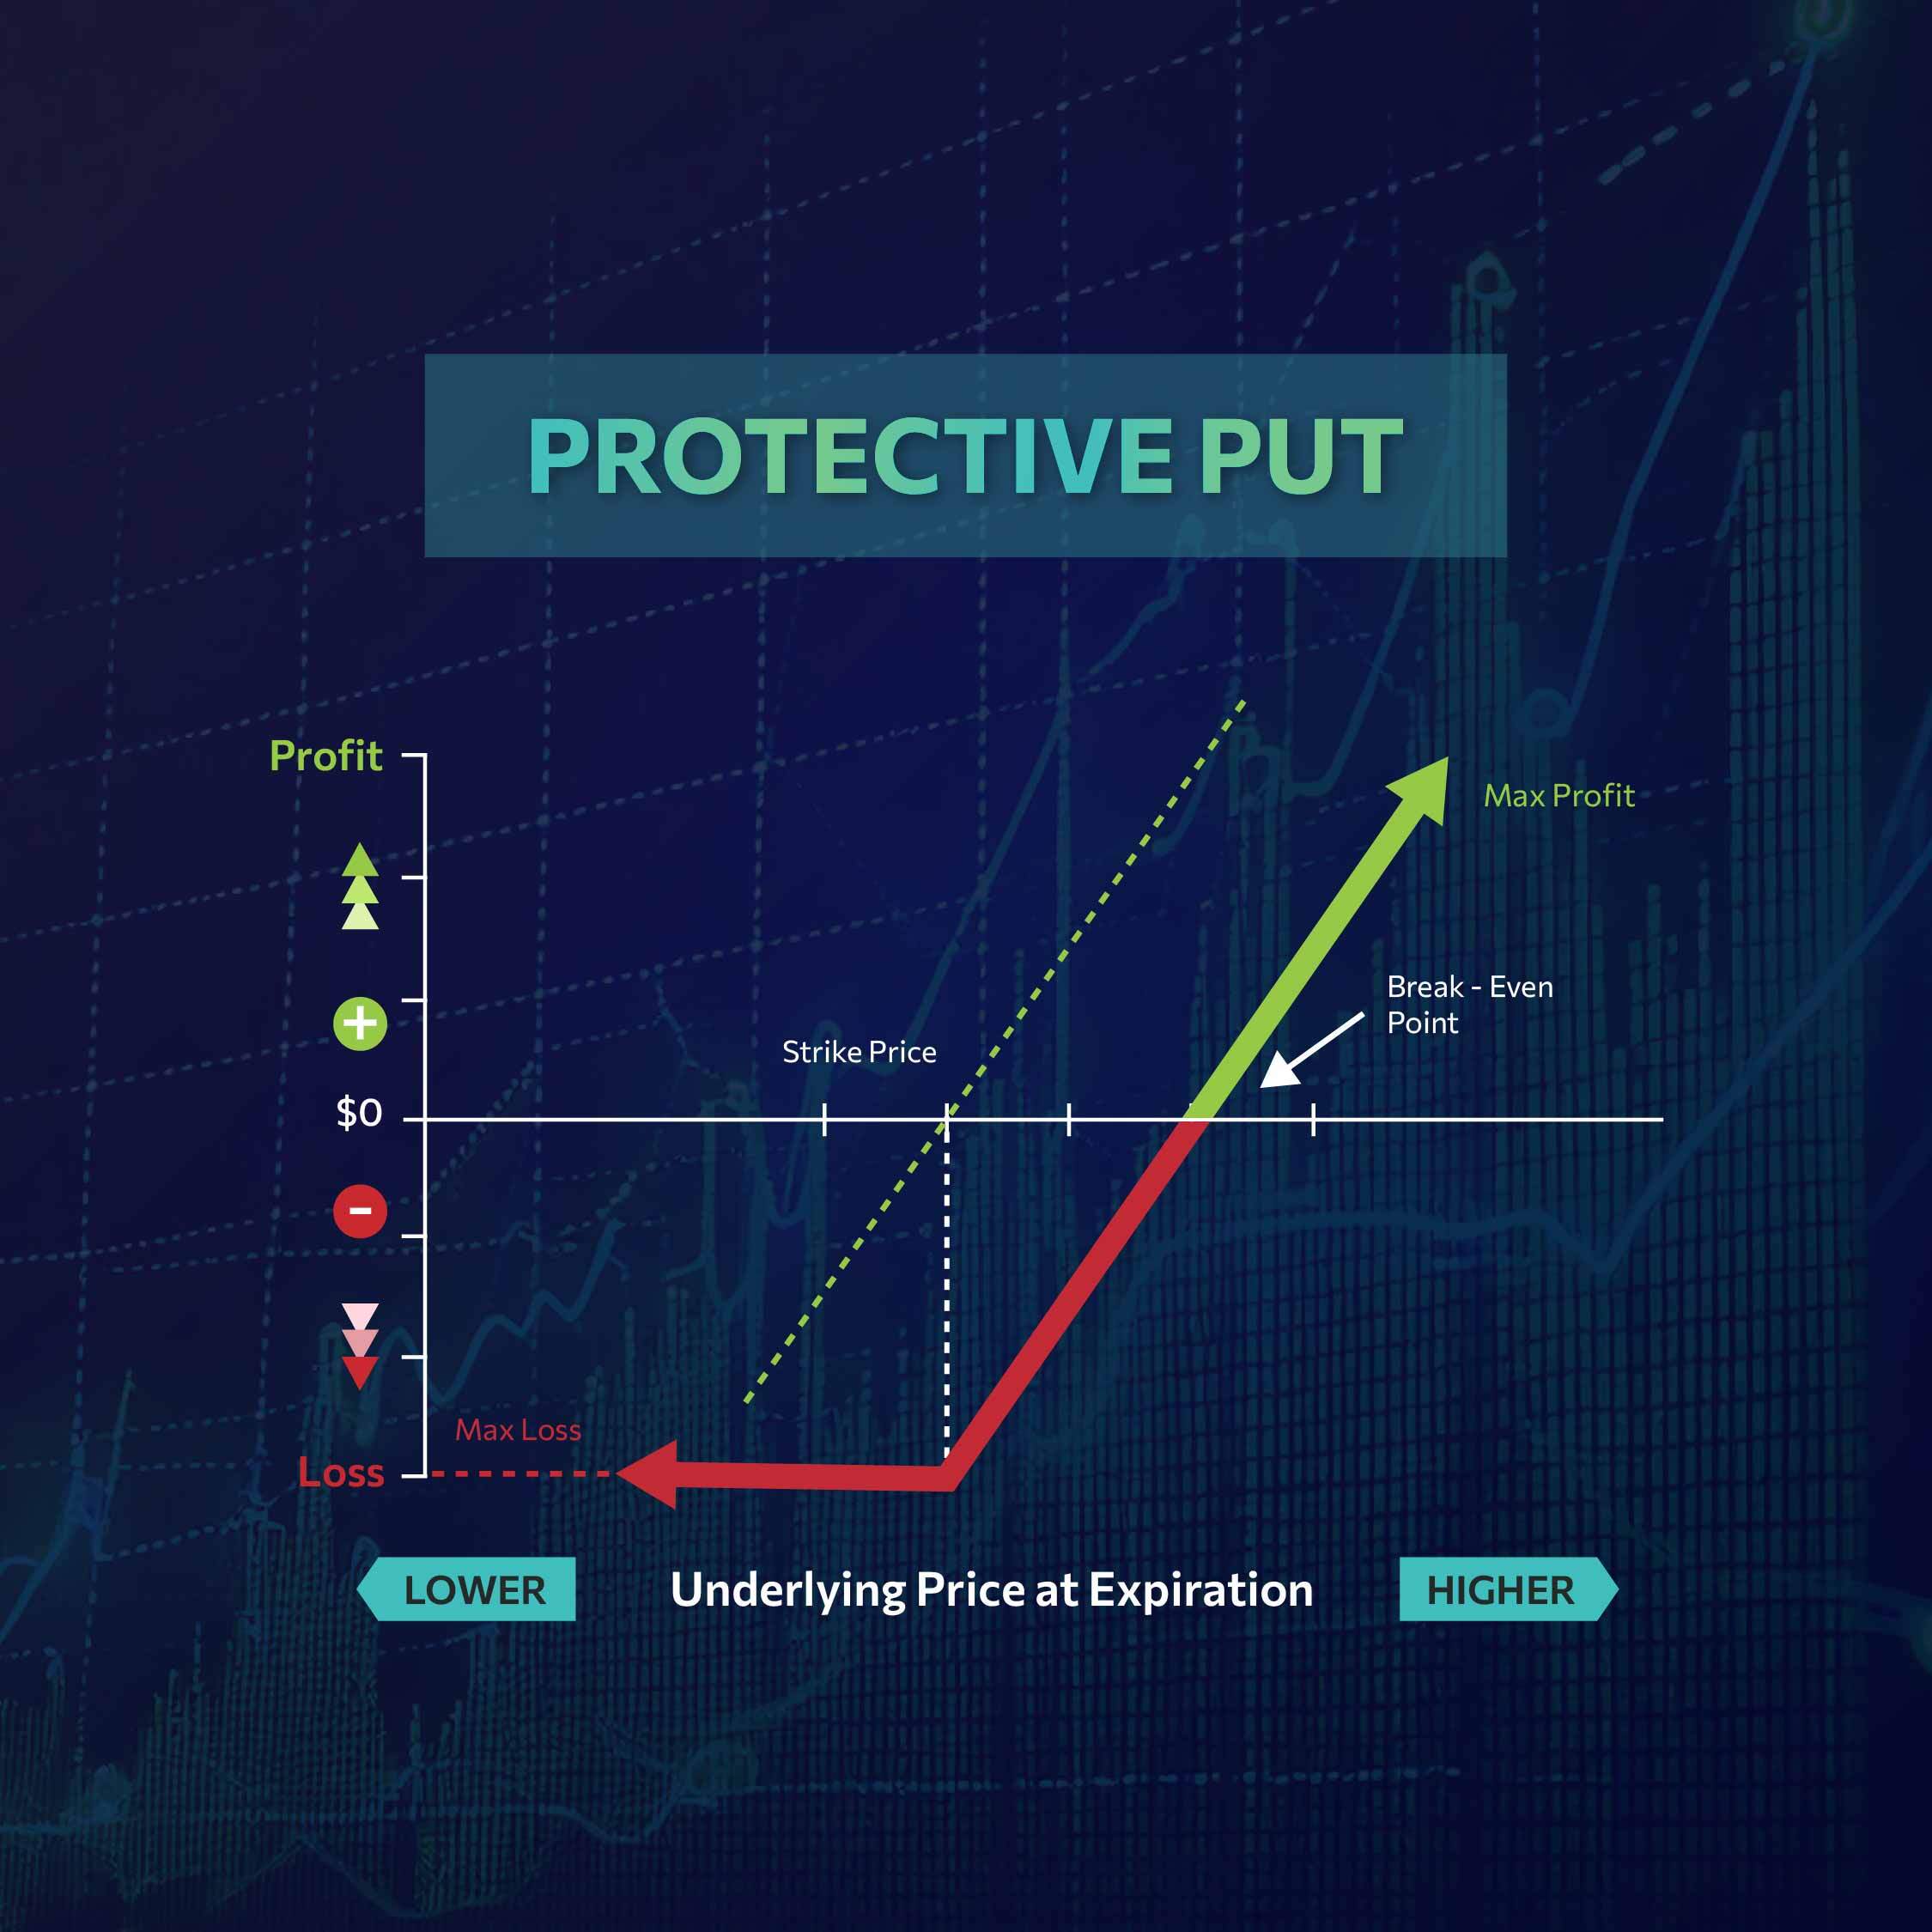 PROTECTIVE PUT
Profit
Max Profit
+
Break - Even
Point
Strike Price
$0
-
Max Loss
Loss
LOWER
Underlying Price at Expiration
HIGHER